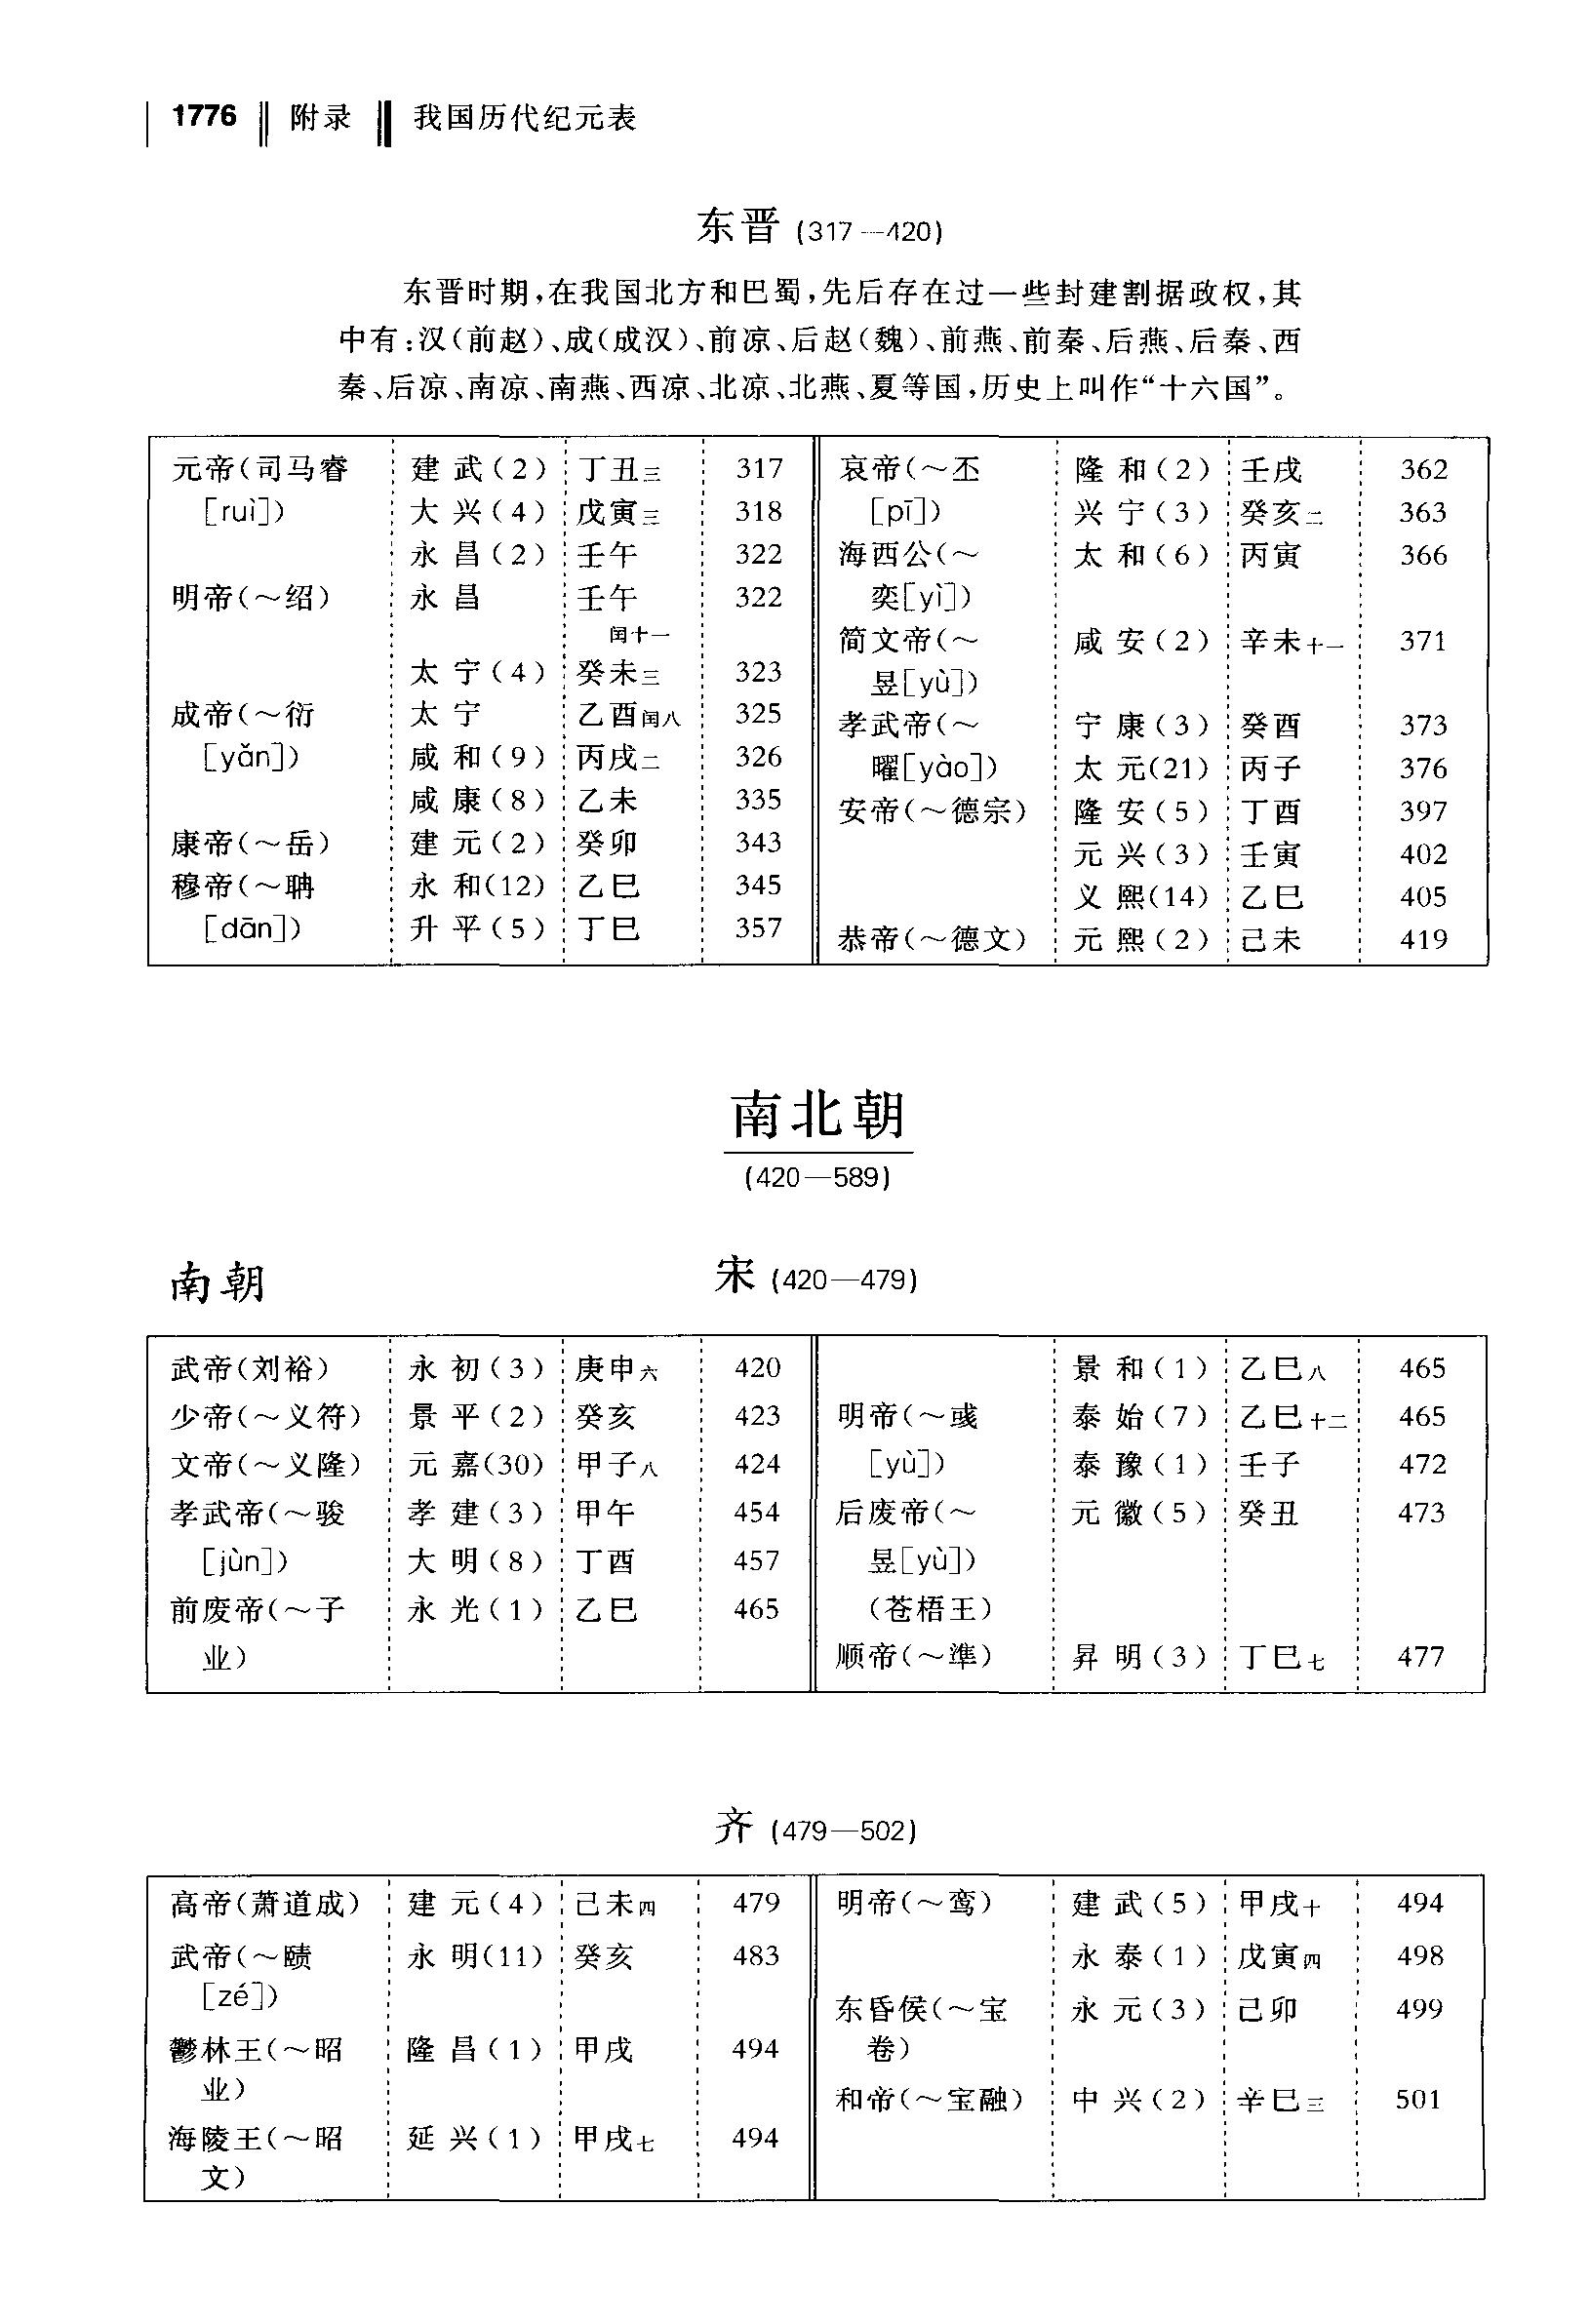 1776 附录 我国历代纪元表
东晋 (317—420)
东晋时期,在我国北方和巴蜀,先后存在过一些封建割据政权,其
中有:汉(前赵)、成(成汉)、前凉、后赵(魏)、前燕、前秦、后燕、后秦、西
秦、后凉、南凉、南燕、西凉、北凉、北燕、夏等国,历史上叫作“十六国”。
元帝(司马睿 建 武(2) 丁丑三 317
[ruì]) 大 兴(4) 戊寅三 318
永 昌(2) 壬午 322
明帝(~绍) 永 昌 壬午 322
闰十一
太 宁(4) 癸未三 323
成帝(~衍 太 宁 乙酉闰八 325
[yǎn]) 咸 和(9) 丙戌二 326
咸 康(8) 乙未 335
康帝(~岳) 建 元(2) 癸卯 343
穆帝(~聃 永 和(12) 乙巳 345
[dān]) 升 平(5) 丁巳 357
哀帝(~丕 隆 和(2) 壬戌 362
[pī]) 兴 宁(3) 癸亥二 363
海西公(~ 太 和(6) 丙寅 366
奕[yì])
简文帝(~ 咸 安(2) 辛未十一 371
昱[yù])
孝武帝(~ 宁 康(3) 癸酉 373
曜[yào]) 太 元(21) 丙子 376
安帝(~德宗) 隆 安(5) 丁酉 397
元 兴(3) 壬寅 402
义 熙(14) 乙巳 405
恭帝(~德文) 元 熙(2) 己未 419
南北朝
(420—589)
南朝 宋 (420—479)
武帝(刘裕) 永 初(3) 庚申六 420
少帝(~义符) 景 平(2) 癸亥 423
文帝(~义隆) 元 嘉(30) 甲子八 424
孝武帝(~骏 孝 建(3) 甲午 454
[jùn]) 大 明(8) 丁酉 457
前废帝(~子 永 光(1) 乙巳 465
业)
景 和(1) 乙巳八 465
明帝(~彧 泰 始(7) 乙巳十二 465
[yù]) 泰 豫(1) 壬子 472
后废帝(~ 元 徽(5) 癸丑 473
昱[yù])
(苍梧王)
顺帝(~準) 昇 明(3) 丁巳七 477
齐 (479—502)
高帝(萧道成) 建 元(4) 己未四 479
武帝(~赜 永 明(11) 癸亥 483
[zé])
鬱林王(~昭 隆 昌(1) 甲戌 494
业)
海陵王(~昭 延 兴(1) 甲戌七 494
文)
明帝(~鸾) 建 武(5) 甲戌十 494
永 泰(1) 戊寅四 498
东昏侯(~宝 永 元(3) 己卯 499
卷)
和帝(~宝融) 中 兴(2) 辛巳三 501